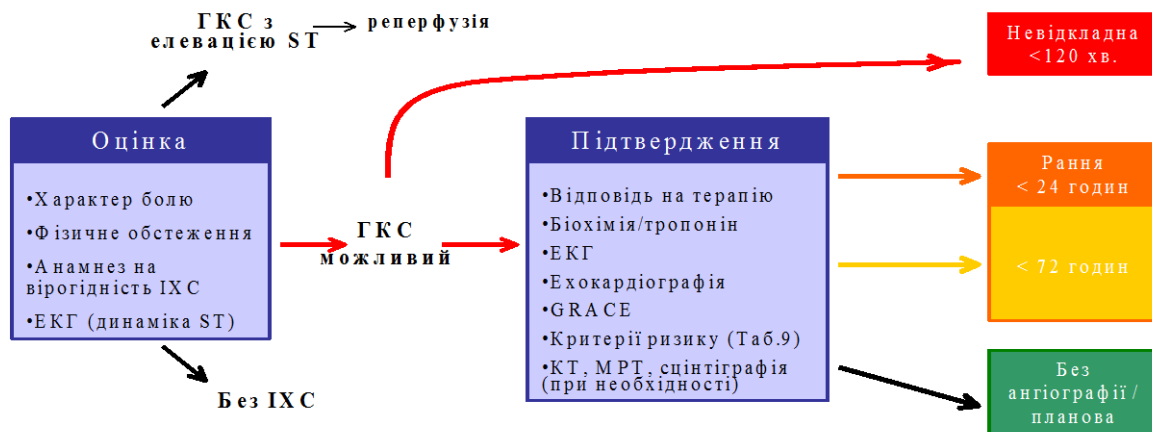 ГКС з
елевацією ST
реперфузія
Невідкладна
<120 хв.
Оцінка
•Характер болю
•Фізичне обстеження
•Анамнез на
вірогідність ІХС
•ЕКГ (динаміка ST)
ГКС
можливий
Без ІХС
Підтвердження
•Відповідь на терапію
•Біохімія/тропонін
•ЕКГ
•Ехокардіографія
•GRACE
•Критерії ризику (Таб.9)
•КТ, МРТ, сцінтіграфія
(при необхідності)
Рання
< 24 годин
< 72 годин
Без
ангіографії /
планова